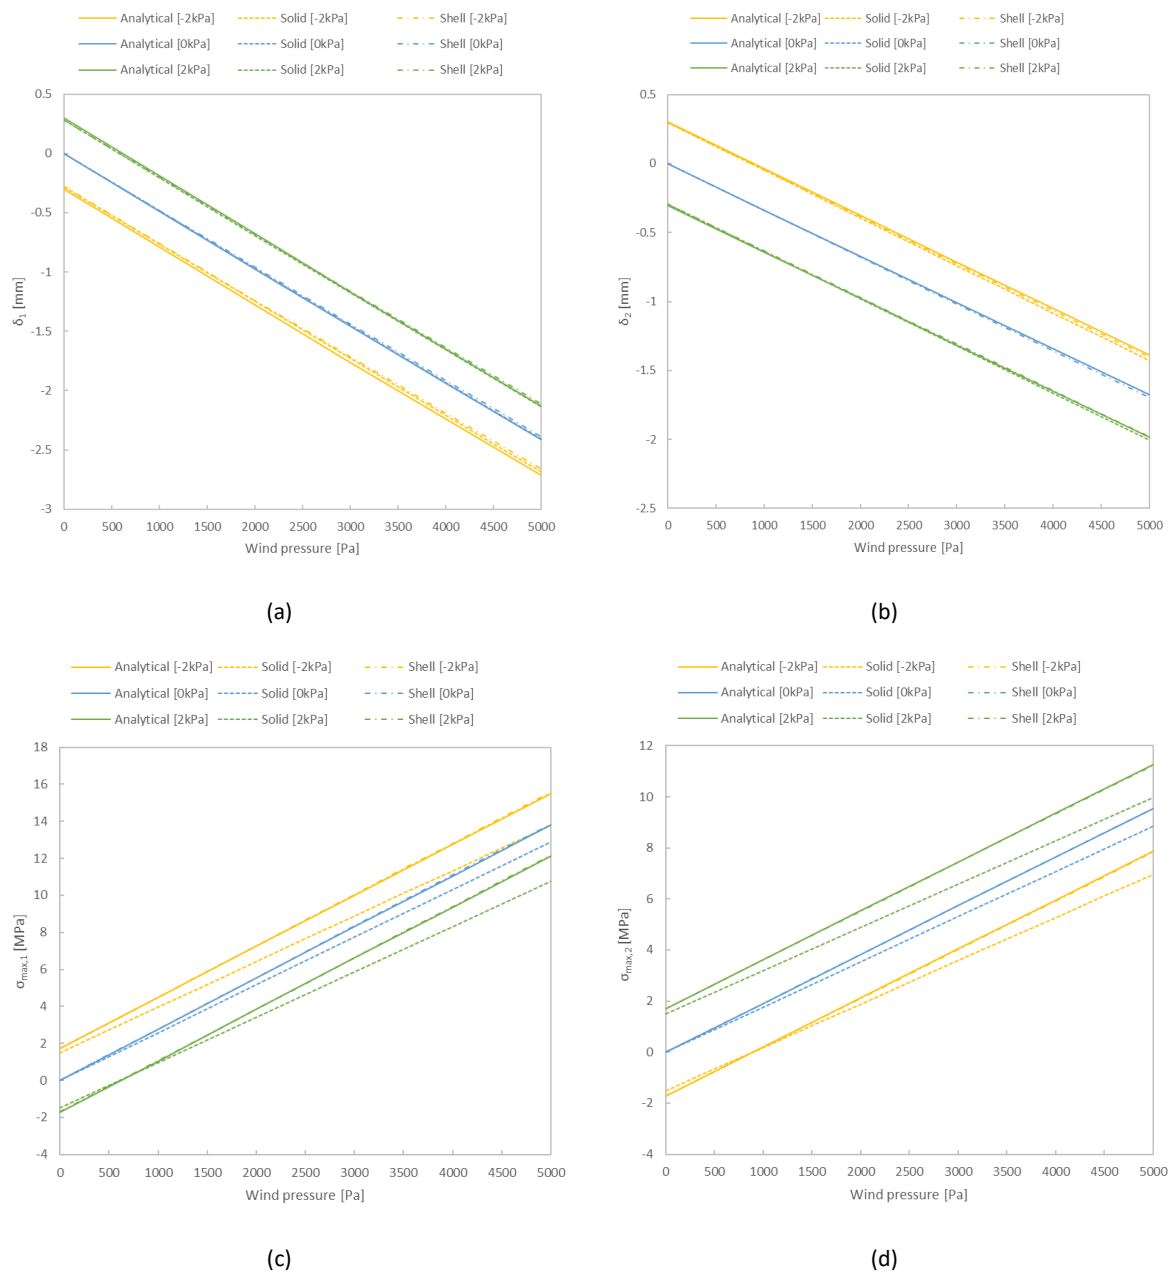 Analytical [-2kPa] Solid [-2kPa] Shell [-2kPa]
Analytical [0kPa] Solid [0kPa] Shell [0kPa]
Analytical [2kPa] Solid [2kPa] Shell [2kPa]
0.5
0
-0.5
-1
-1.5
-2
-2.5
-3
δ1 [mm]
0 500 1000 1500 2000 2500 3000 3500 4000 4500 5000
Wind pressure [Pa]
(a)
Analytical [-2kPa] Solid [-2kPa] Shell [-2kPa]
Analytical [0kPa] Solid [0kPa] Shell [0kPa]
Analytical [2kPa] Solid [2kPa] Shell [2kPa]
0.5
0
-0.5
-1
-1.5
-2
-2.5
δ2 [mm]
0 500 1000 1500 2000 2500 3000 3500 4000 4500 5000
Wind pressure [Pa]
(b)
Analytical [-2kPa] Solid [-2kPa] Shell [-2kPa]
Analytical [0kPa] Solid [0kPa] Shell [0kPa]
Analytical [2kPa] Solid [2kPa] Shell [2kPa]
18
16
14
12
10
8
6
4
2
0
-2
-4
σmax,1 [MPa]
0 500 1000 1500 2000 2500 3000 3500 4000 4500 5000
Wind pressure [Pa]
(c)
Analytical [-2kPa] Solid [-2kPa] Shell [-2kPa]
Analytical [0kPa] Solid [0kPa] Shell [0kPa]
Analytical [2kPa] Solid [2kPa] Shell [2kPa]
12
10
8
6
4
2
0
-2
-4
σmax,2 [MPa]
0 500 1000 1500 2000 2500 3000 3500 4000 4500 5000
Wind pressure [Pa]
(d)